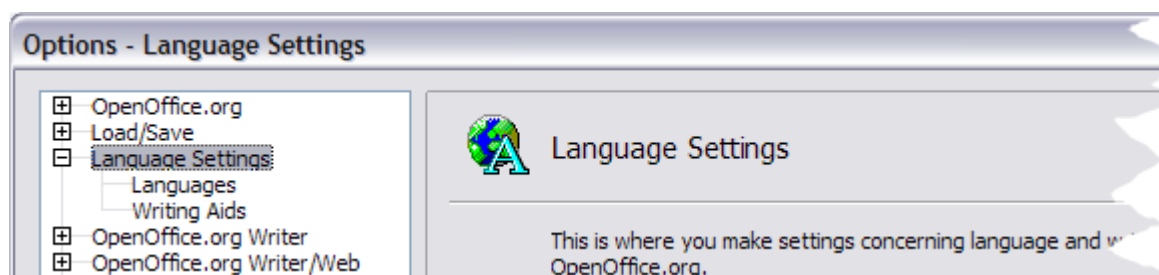 Options - Language Settings
OpenOffice.org
Load/Save
Language Settings
Languages
Writing Aids
OpenOffice.org Writer
OpenOffice.org Writer/Web
Language Settings
This is where you make settings concerning language and
OpenOffice.org.